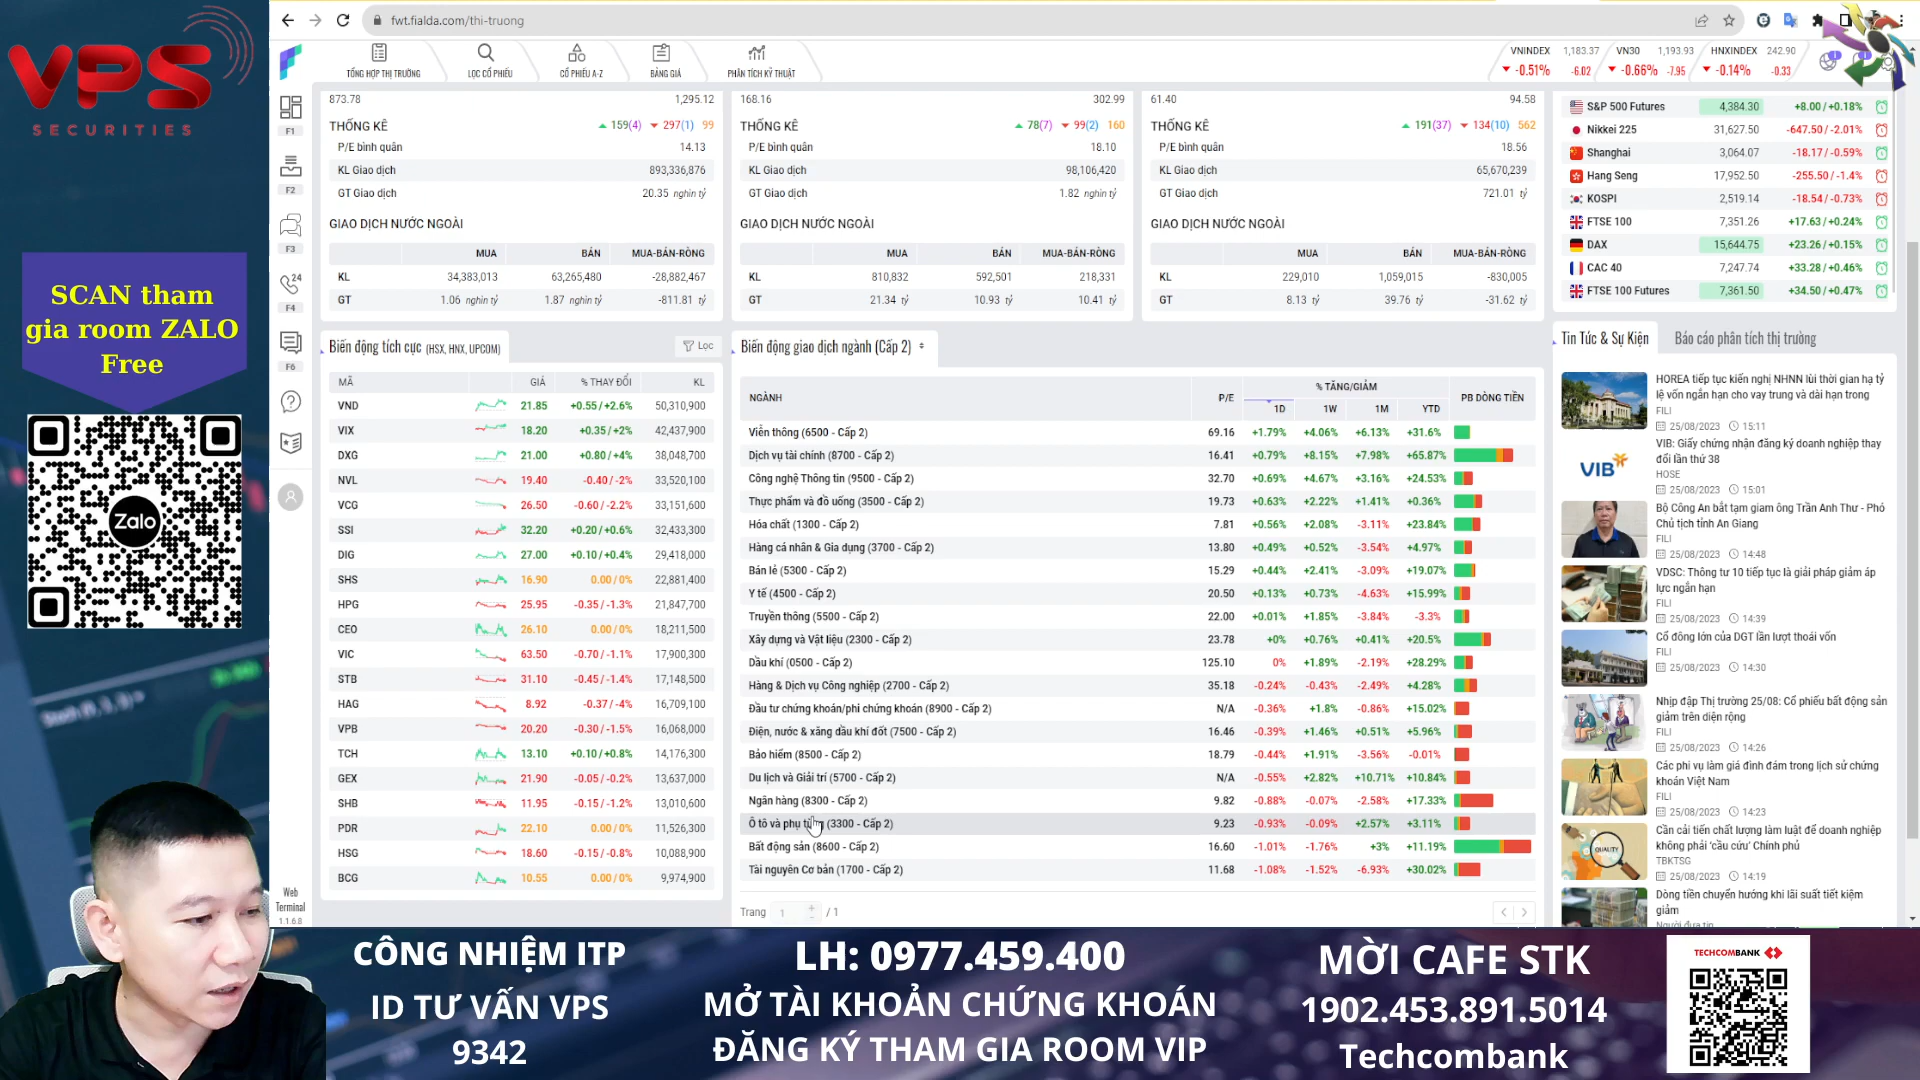 VPS
SECURITIES
SCAN tham
gia room ZALO
Free
Zalo
fwt.fialda.com/thi-truong
TỔNG HỢP THỊ TRƯỜNG
LỌC CỔ PHIẾU
CỔ PHIẾU A-Z
BẢNG GIÁ
PHÂN TÍCH KỸ THUẬT
VNINDEX 1,183.37
-0.51% -6.02
VN30 1,193.93
-0.66% -7.95
HNXINDEX 242.90
-0.14% -0.33
F1
F2
F3
24
F4
F6
Web
Terminal
1.1.6.8
873.78 1,295.12
THỐNG KÊ 159(4) 297(1) 99
P/E bình quân 14.13
KL Giao dịch 893,336,876
GT Giao dịch 20.35 nghìn tỷ
GIAO DỊCH NƯỚC NGOÀI
MUA BÁN MUA-BÁN-RÒNG
KL 34,383,013 63,265,480 -28,882,467
GT 1.06 nghìn tỷ 1.87 nghìn tỷ -811.81 tỷ
168.16 302.99
THỐNG KÊ 78(7) 99(2) 160
P/E bình quân 18.10
KL Giao dịch 98,106,420
GT Giao dịch 1.82 nghìn tỷ
GIAO DỊCH NƯỚC NGOÀI
MUA BÁN MUA-BÁN-RÒNG
KL 810,832 592,501 218,331
GT 21.34 tỷ 10.93 tỷ 10.41 tỷ
61.40 94.58
THỐNG KÊ 191(37) 134(10) 562
P/E bình quân 18.56
KL Giao dịch 65,670,239
GT Giao dịch 721.01 tỷ
GIAO DỊCH NƯỚC NGOÀI
MUA BÁN MUA-BÁN-RÒNG
KL 229,010 1,059,015 -830,005
GT 8.13 tỷ 39.76 tỷ -31.62 tỷ
S&P 500 Futures 4,384.30 +8.00 / +0.18%
Nikkei 225 31,627.50 -647.50 / -2.01%
Shanghai 3,064.07 -18.17 / -0.59%
Hang Seng 17,952.50 -255.50 / -1.4%
KOSPI 2,519.14 -18.54 / -0.73%
FTSE 100 7,351.26 +17.63 / +0.24%
DAX 15,644.75 +23.26 / +0.15%
CAC 40 7,247.74 +33.28 / +0.46%
FTSE 100 Futures 7,361.50 +34.50 / +0.47%
Biến động tích cực (HSX, HNX, UPCOM) Lọc
MÃ GIÁ % THAY ĐỔI KL
VND 21.85 +0.55 / +2.6% 50,310,900
VIX 18.20 +0.35 / +2% 42,437,900
DXG 21.00 +0.80 / +4% 38,048,700
NVL 19.40 -0.40 / -2% 33,520,100
VCG 26.50 -0.60 / -2.2% 33,151,600
SSI 32.20 +0.20 / +0.6% 32,433,300
DIG 27.00 +0.10 / +0.4% 29,418,000
SHS 16.90 0.00 / 0% 22,881,400
HPG 25.95 -0.35 / -1.3% 21,847,700
CEO 26.10 0.00 / 0% 18,211,500
VIC 63.50 -0.70 / -1.1% 17,900,300
STB 31.10 -0.45 / -1.4% 17,148,500
HAG 8.92 -0.37 / -4% 16,709,100
VPB 20.20 -0.30 / -1.5% 16,068,000
TCH 13.10 +0.10 / +0.8% 14,176,300
GEX 21.90 -0.05 / -0.2% 13,637,000
SHB 11.95 -0.15 / -1.2% 13,010,600
PDR 22.10 0.00 / 0% 11,526,300
HSG 18.60 -0.15 / -0.8% 10,088,900
BCG 10.55 0.00 / 0% 9,974,900
Biến động giao dịch ngành (Cấp 2)
NGÀNH P/E % TĂNG/GIẢM PB DÒNG TIỀN
1D 1W 1M YTD
Viễn thông (6500 - Cấp 2) 69.16 +1.79% +4.06% +6.13% +31.6%
Dịch vụ tài chính (8700 - Cấp 2) 16.41 +0.79% +8.15% +7.98% +65.87%
Công nghệ Thông tin (9500 - Cấp 2) 32.70 +0.69% +4.67% +3.16% +24.53%
Thực phẩm và đồ uống (3500 - Cấp 2) 19.73 +0.63% +2.22% +1.41% +0.36%
Hóa chất (1300 - Cấp 2) 7.81 +0.56% +2.08% -3.11% +23.84%
Hàng cá nhân & Gia dụng (3700 - Cấp 2) 13.80 +0.49% +0.52% -3.54% +4.97%
Bán lẻ (5300 - Cấp 2) 15.29 +0.44% +2.41% -3.09% +19.07%
Y tế (4500 - Cấp 2) 20.50 +0.13% +0.73% -4.63% +15.99%
Truyền thông (5500 - Cấp 2) 22.00 +0.01% +1.85% -3.84% -3.3%
Xây dựng và Vật liệu (2300 - Cấp 2) 23.78 +0% +0.76% +0.41% +20.5%
Dầu khí (0500 - Cấp 2) 125.10 0% +1.89% -2.19% +28.29%
Hàng & Dịch vụ Công nghiệp (2700 - Cấp 2) 35.18 -0.24% -0.43% -2.49% +4.28%
Đầu tư chứng khoán/phi chứng khoán (8900 - Cấp 2) N/A -0.36% +1.8% -0.86% +15.02%
Điện, nước & xăng dầu khí đốt (7500 - Cấp 2) 16.46 -0.39% +1.46% +0.51% +5.96%
Bảo hiểm (8500 - Cấp 2) 18.79 -0.44% +1.91% -3.56% -0.01%
Du lịch và Giải trí (5700 - Cấp 2) N/A -0.55% +2.82% +10.71% +10.84%
Ngân hàng (8300 - Cấp 2) 9.82 -0.88% -0.07% -2.58% +17.33%
Ô tô và phụ tùng (3300 - Cấp 2) 9.23 -0.93% -0.09% +2.57% +3.11%
Bất động sản (8600 - Cấp 2) 16.60 -1.01% -1.76% +3% +11.19%
Tài nguyên Cơ bản (1700 - Cấp 2) 11.68 -1.08% -1.52% -6.93% +30.02%
Trang 1 / 1
Tin Tức & Sự Kiện Báo cáo phân tích thị trường
HOREA tiếp tục kiến nghị NHNN lùi thời gian hạ tỷ
lệ vốn ngắn hạn cho vay trung và dài hạn trong
FILI
25/08/2023 15:11
VIB
VIB: Giấy chứng nhận đăng ký doanh nghiệp thay
đổi lần thứ 38
HOSE
25/08/2023 15:01
Bộ Công An bắt tạm giam ông Trần Anh Thư - Phó
Chủ tịch tỉnh An Giang
FILI
25/08/2023 14:48
VDSC: Thông tư 10 tiếp tục là giải pháp giảm áp
lực ngắn hạn
FILI
25/08/2023 14:39
Cổ đông lớn của DGT lần lượt thoái vốn
FILI
25/08/2023 14:30
Nhịp đập Thị trường 25/08: Cổ phiếu bất động sản
giảm trên diện rộng
FILI
25/08/2023 14:26
Các phi vụ làm giá đình đám trong lịch sử chứng
khoán Việt Nam
FILI
25/08/2023 14:23
QUALITY
Cần cải tiến chất lượng làm luật để doanh nghiệp
không phải ‘cầu cứu’ Chính phủ
TBKTSG
25/08/2023 14:19
Dòng tiền chuyển hướng khi lãi suất tiết kiệm
giảm
Người đưa tin
CÔNG NHIỆM ITP
ID TƯ VẤN VPS
9342
LH: 0977.459.400
MỞ TÀI KHOẢN CHỨNG KHOÁN
ĐĂNG KÝ THAM GIA ROOM VIP
MỜI CAFE STK
1902.453.891.5014
Techcombank
TECHCOMBANK